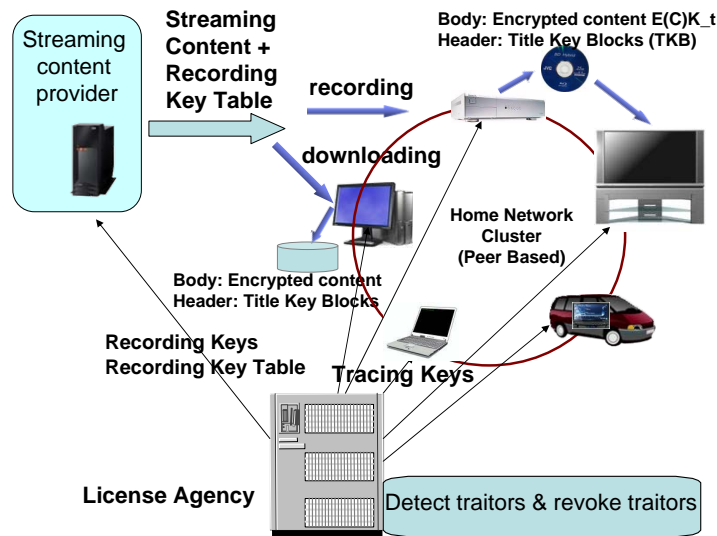 Streaming
content
provider
Streaming
Content +
Recording
Key Table
recording
downloading
Body: Encrypted content E(C)K_t
Header: Title Key Blocks (TKB)
Home Network
Cluster
(Peer Based)
Body: Encrypted content
Header: Title Key Blocks
Recording Keys
Recording Key Table
Tracing Keys
License Agency
Detect traitors & revoke traitors